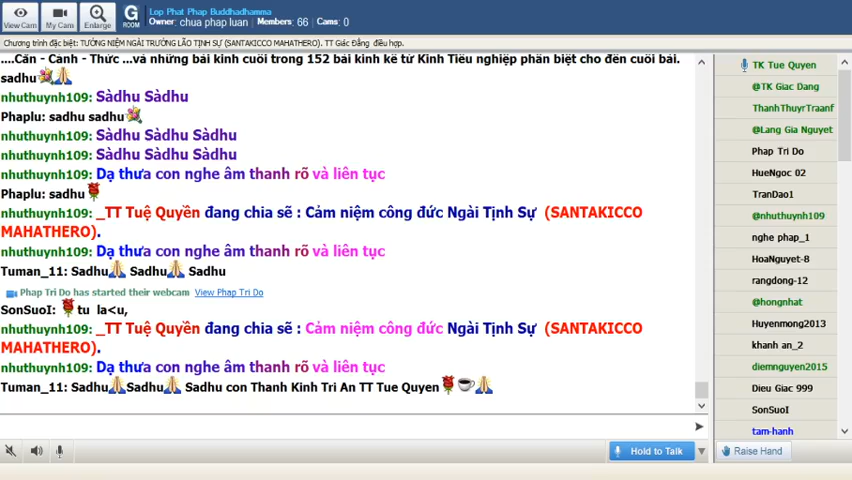 View Cam
My Cam
Enlarge
G
ROOM
Lop Phat Phap Buddhadhamma
Owner: chua phap luan Members: 66 Cams: 0
Chương trình đặc biệt: TƯỞNG NIỆM NGÀI TRƯỞNG LÃO TỊNH SỰ (SANTAKICCO MAHATHERO). TT Giác Đẳng điều hợp.
....Căn - Cảnh - Thức ...và những bài kinh cuối trong 152 bài kinh kể từ Kinh Tiểu nghiệp phân biệt cho đến cuối bài.
sadhu
nhuthuynh109: Sàdhu Sàdhu
Phaplu: sadhu sadhu
nhuthuynh109: Sàdhu Sàdhu Sàdhu
nhuthuynh109: Sàdhu Sàdhu Sàdhu
nhuthuynh109: Dạ thưa con nghe âm thanh rõ và liên tục
Phaplu: sadhu
nhuthuynh109: _TT Tuệ Quyền đang chia sẽ : Cảm niệm công đức Ngài Tịnh Sự (SANTAKICCO
MAHATHERO).
nhuthuynh109: Dạ thưa con nghe âm thanh rõ và liên tục
Tuman_11: Sadhu Sadhu Sadhu
Phap Tri Do has started their webcam View Phap Tri Do
SonSuoI: tu la<u,
nhuthuynh109: _TT Tuệ Quyền đang chia sẽ : Cảm niệm công đức Ngài Tịnh Sự (SANTAKICCO
MAHATHERO).
nhuthuynh109: Dạ thưa con nghe âm thanh rõ và liên tục
Tuman_11: Sadhu Sadhu Sadhu con Thanh Kinh Tri An TT Tue Quyen
Hold to Talk
TK Tue Quyen
@TK Giac Dang
ThanhThuyrTraanf
@Lang Gia Nguyet
Phap Tri Do
HueNgoc 02
TranDao1
@nhuthuynh109
nghe phap_1
HoaNguyet-8
rangdong-12
@hongnhat
Huyenmong2013
khanh an_2
diemnguyen2015
Dieu Giac 999
SonSuoI
tam-hanh
Raise Hand